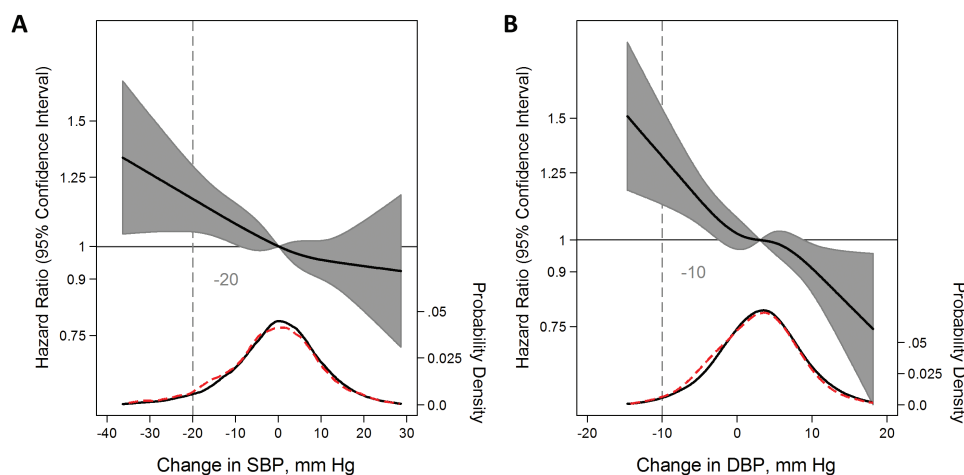 A
Hazard Ratio (95% Confidence Interval)
1.5
1.25
1
0.9
0.75
-20
.05
0.025
0.0
Probability Density
-40 -30 -20 -10 0 10 20 30
Change in SBP, mm Hg
B
Hazard Ratio (95% Confidence Interval)
1.5
1.25
1
0.9
0.75
-10
.05
0.025
0.0
Probability Density
-20 -10 0 10 20
Change in DBP, mm Hg